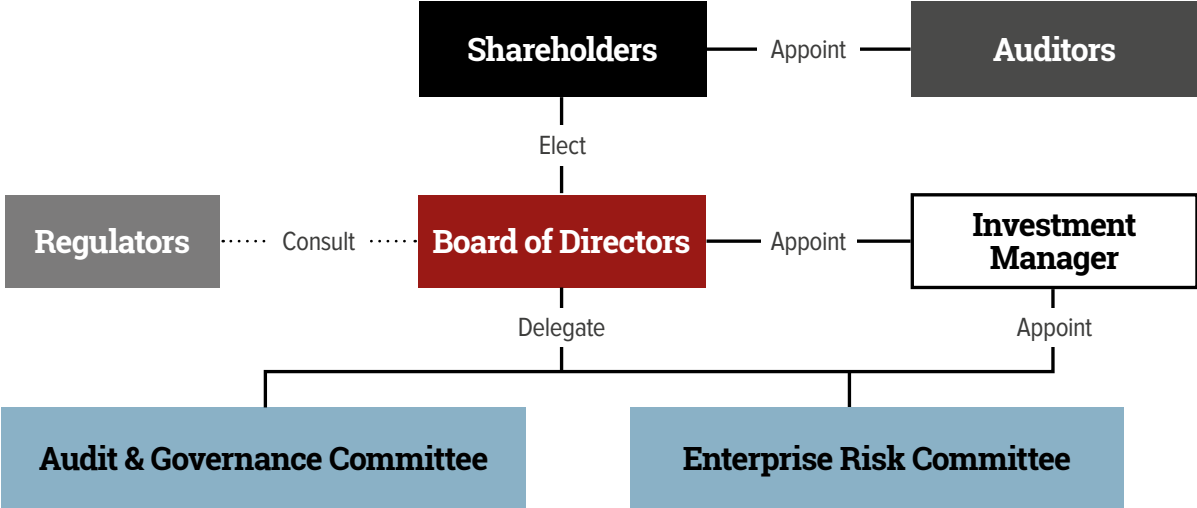 Shareholders
Appoint
Auditors
Elect
Regulators
Consult
Board of Directors
Appoint
Investment
Manager
Delegate
Appoint
Audit & Governance Committee
Enterprise Risk Committee